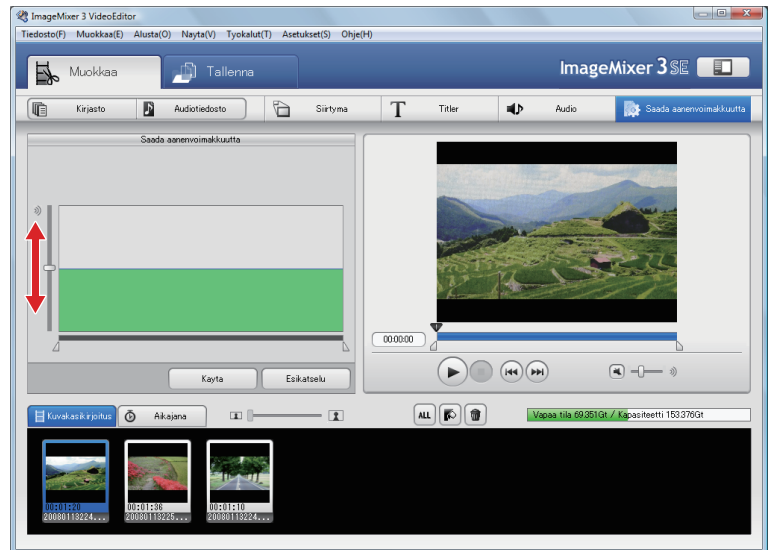 ImageMixer 3 VideoEditor
Tiedosto(F) Muokkaa(E) Alusta(O) Nayta(V) Tyokalut(T) Asetukset(S) Ohje(H)
Muokkaa
Tallenna
ImageMixer 3 SE
Kirjasto
Audiotiedosto
Siirtyma
T
Titler
Audio
Saada aanenvoimakkuutta
Saada aanenvoimakkuutta
00:00:00
Kayta
Esikatselu
Kuvakasikirjoitus
Aikajana
ALL
Vapaa tila 69.351Gt / Kapasiteetti 153.376Gt
00:01:20
20080113224...
00:01:36
20080113225...
00:01:10
20080113224...